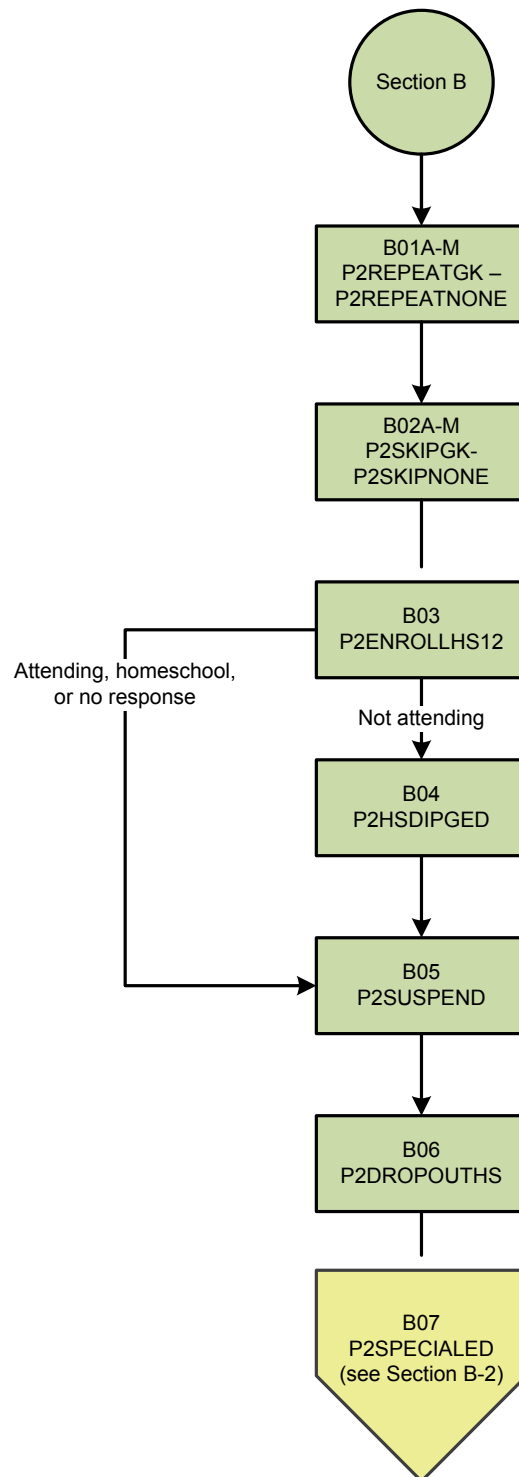 Section B
B01A-M
P2REPEATGK –
P2REPEATNONE
B02A-M
P2SKIPGK-
P2SKIPNONE
B03
P2ENROLLHS12
Attending, homeschool,
or no response
Not attending
B04
P2HSDIPGED
B05
P2SUSPEND
B06
P2DROPOUTHS
B07
P2SPECIALED
(see Section B-2)